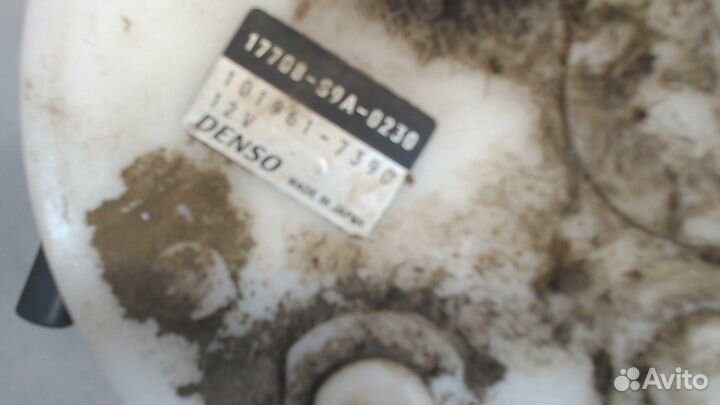 17708-S9A-0230
101961-7390
12V
DENSO
MADE IN JAPAN
Avito